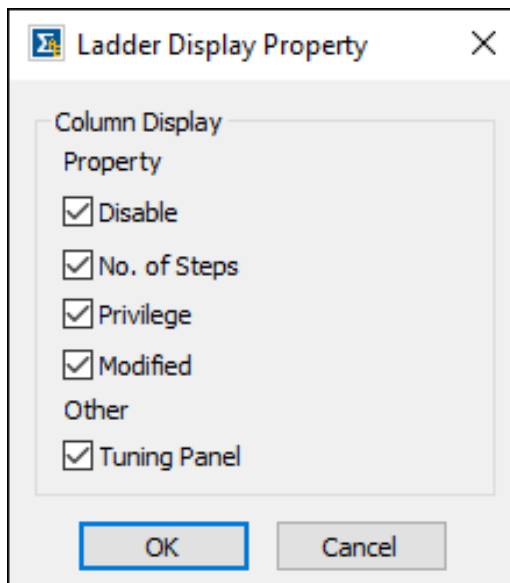 Ladder Display Property
Column Display
Property
Disable
No. of Steps
Privilege
Modified
Other
Tuning Panel
OK Cancel